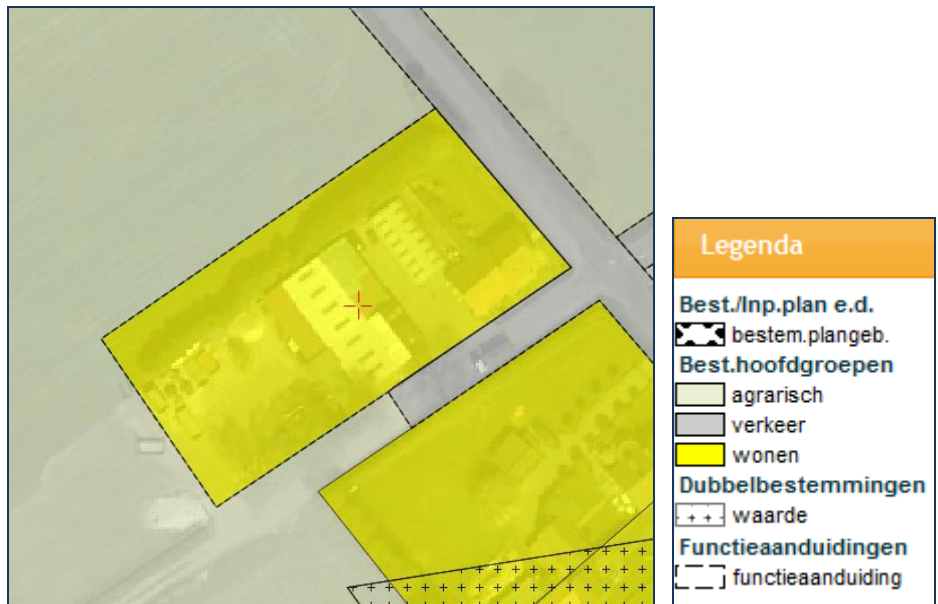 Legenda
Best./Inp.plan e.d.
bestem.plangeb.
Best.hoofdgroepen
agrarisch
verkeer
wonen
Dubbelbestemmingen
waarde
Functieaanduidingen
functieaanduiding